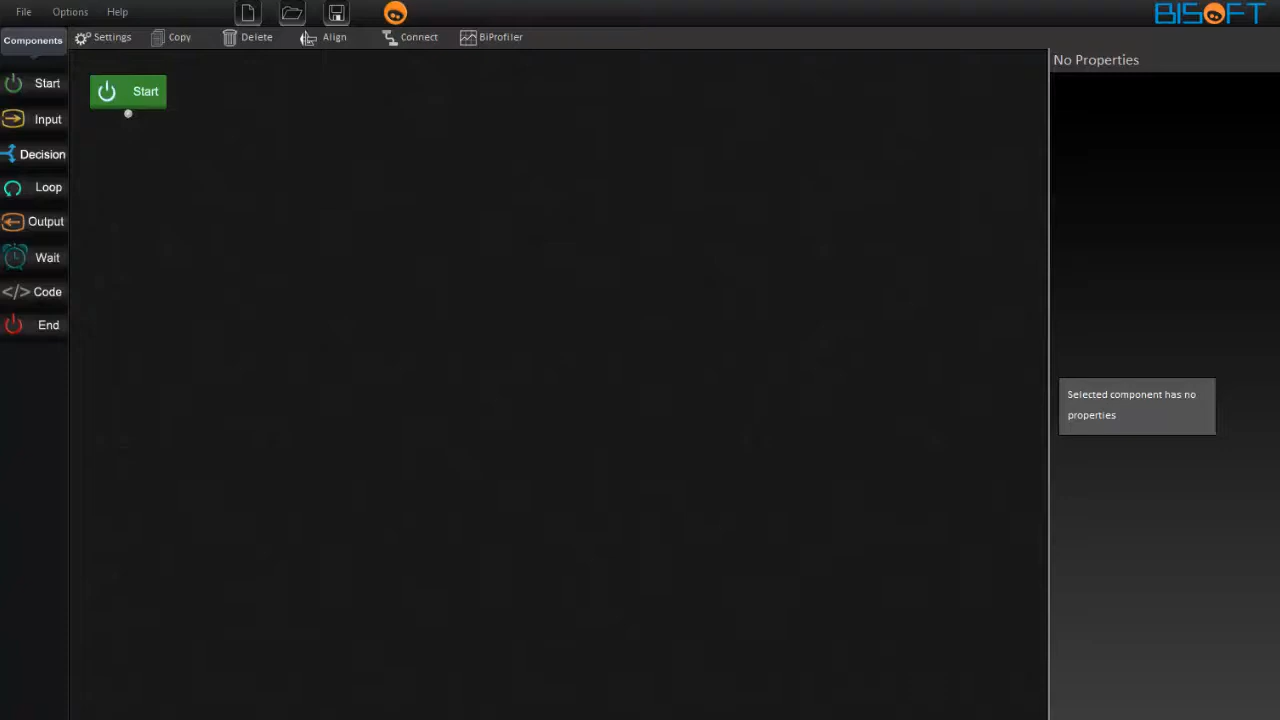 File Options Help
BISOFT
Components
Settings Copy Delete Align Connect BiProfiler
No Properties
Start
Start
Input
Decision
Loop
Output
Wait
</> Code
End
Selected component has no
properties